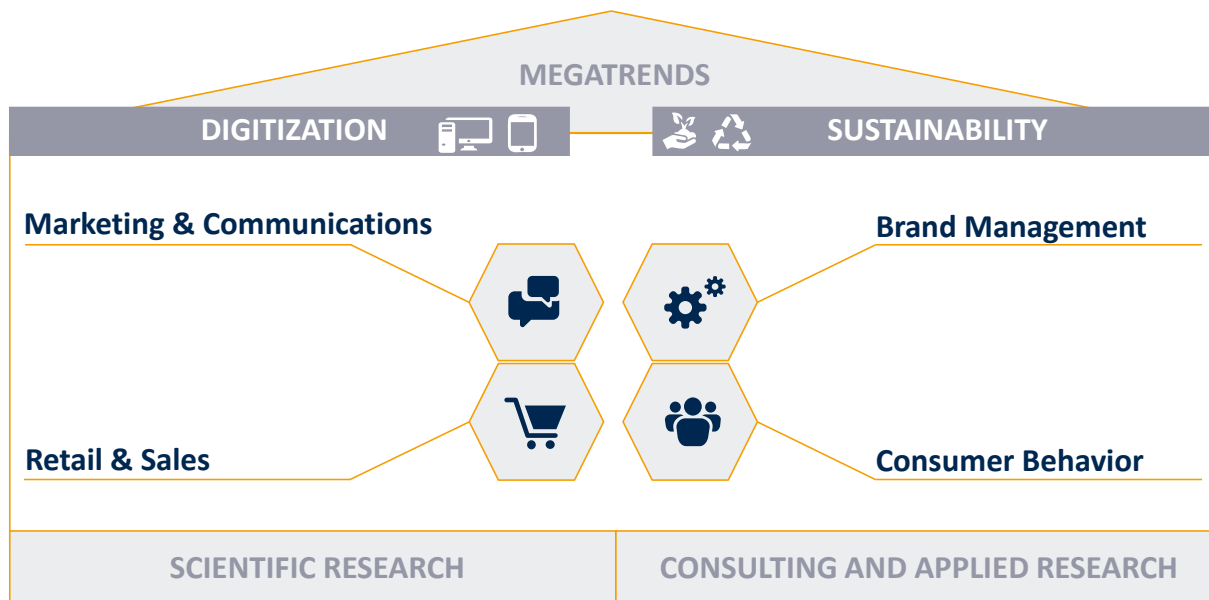 MEGATRENDS
DIGITIZATION
SUSTAINABILITY
Marketing & Communications
Brand Management
Retail & Sales
Consumer Behavior
SCIENTIFIC RESEARCH
CONSULTING AND APPLIED RESEARCH